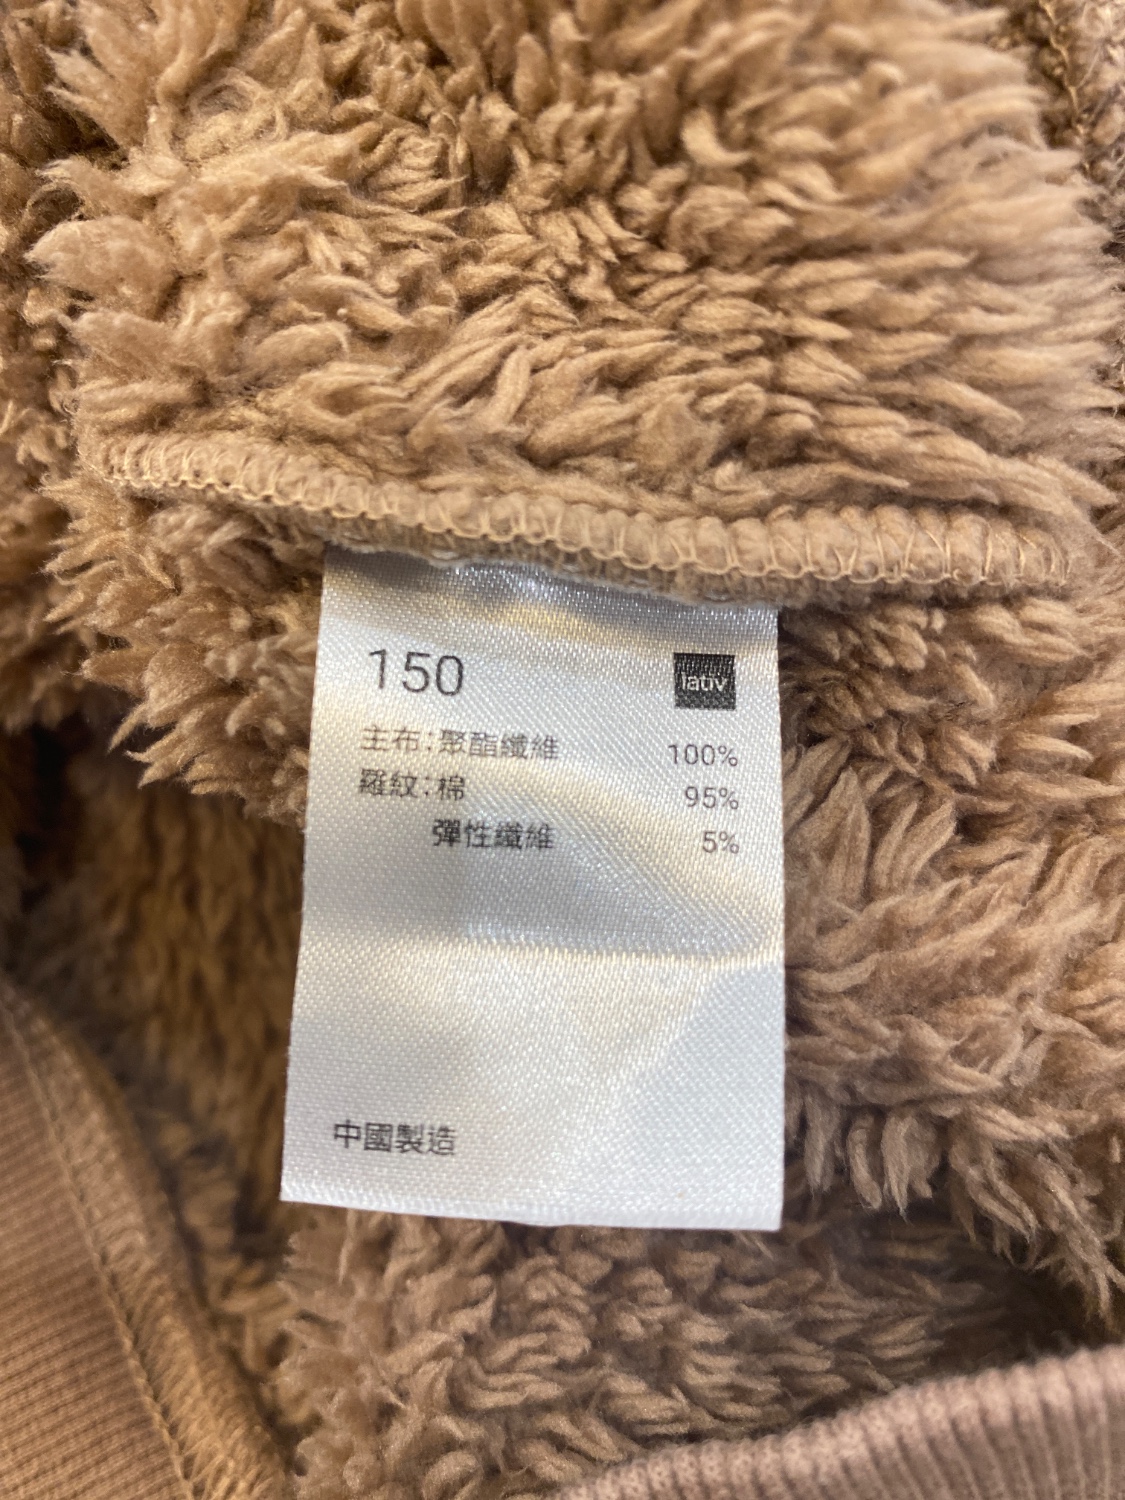 150
lativ
主布:聚酯纖維 100%
羅紋:棉 95%
彈性纖維 5%
中國製造